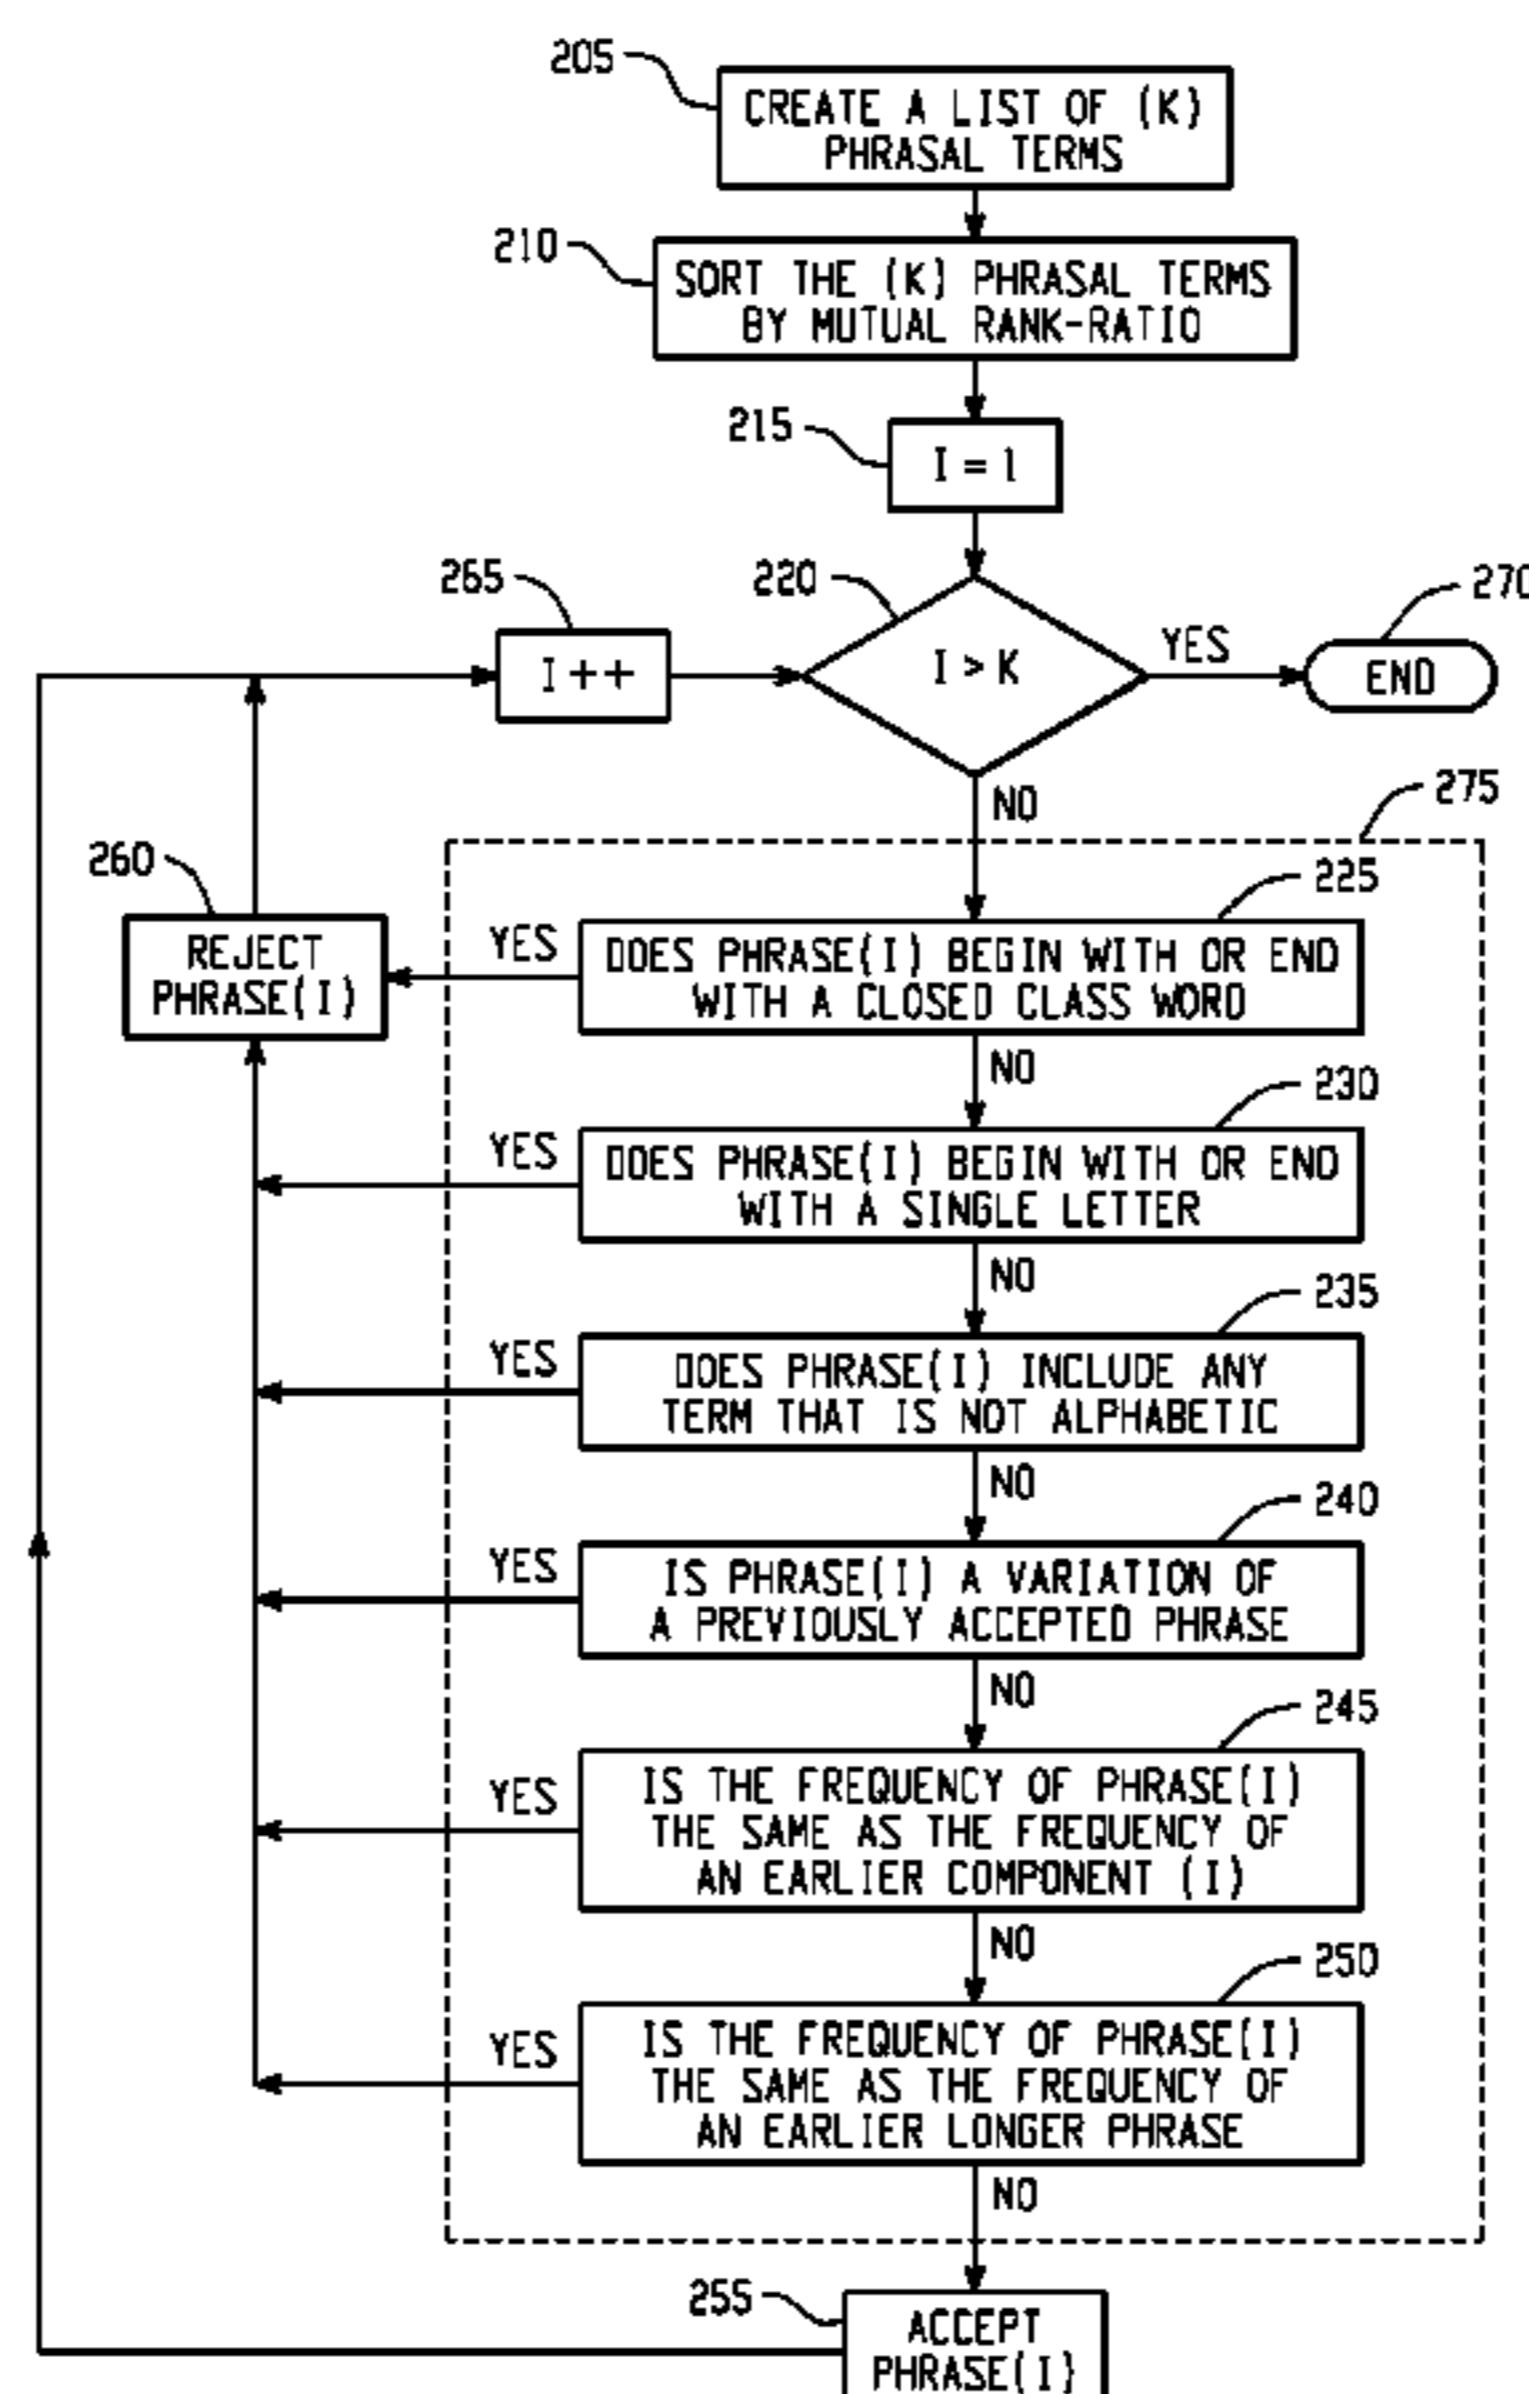 205
CREATE A LIST OF (K)
PHRASAL TERMS
210
SORT THE (K) PHRASAL TERMS
BY MUTUAL RANK-RATIO
215
I = 1
265
220
270
I ++
I > K
YES
END
NO
275
260
225
REJECT
PHRASE(I)
YES
DOES PHRASE(I) BEGIN WITH OR END
WITH A CLOSED CLASS WORD
NO
230
YES
DOES PHRASE(I) BEGIN WITH OR END
WITH A SINGLE LETTER
NO
235
YES
DOES PHRASE(I) INCLUDE ANY
TERM THAT IS NOT ALPHABETIC
NO
240
YES
IS PHRASE(I) A VARIATION OF
A PREVIOUSLY ACCEPTED PHRASE
NO
245
YES
IS THE FREQUENCY OF PHRASE(I)
THE SAME AS THE FREQUENCY OF
AN EARLIER COMPONENT (I)
NO
250
YES
IS THE FREQUENCY OF PHRASE(I)
THE SAME AS THE FREQUENCY OF
AN EARLIER LONGER PHRASE
NO
255
ACCEPT
PHRASE(I)